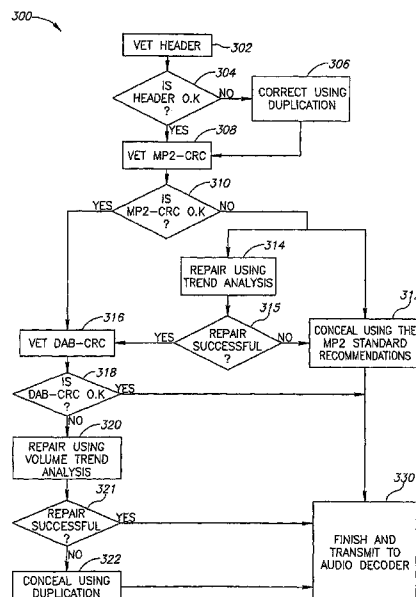 300
VET HEADER
302
304
IS
HEADER O.K
?
NO
306
CORRECT USING
DUPLICATION
YES
308
VET MP2-CRC
310
IS
MP2-CRC O.K
?
YES
NO
314
REPAIR USING
TREND ANALYSIS
315
REPAIR
SUCCESSFUL
?
YES
NO
CONCEAL USING THE
MP2 STANDARD
RECOMMENDATIONS
316
VET DAB-CRC
318
IS
DAB-CRC O.K
?
YES
NO
320
REPAIR USING
VOLUME TREND
ANALYSIS
321
REPAIR
SUCCESSFUL
?
YES
NO
322
CONCEAL USING
DUPLICATION
330
FINISH AND
TRANSMIT TO
AUDIO DECODER